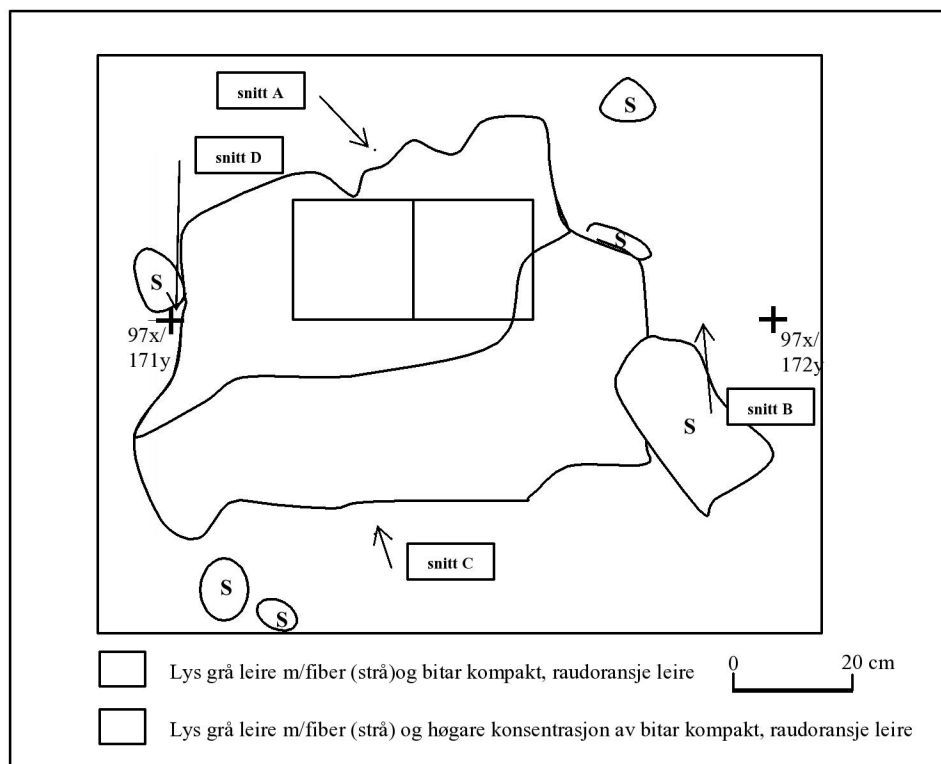 snitt A
S
snitt D
S
S
97x/
171y
97x/
172y
snitt B
S
snitt C
S
S
0 20 cm
Lys grå leire m/fiber (strå)og bitar kompakt, raudoransje leire
Lys grå leire m/fiber (strå) og høgare konsentrasjon av bitar kompakt, raudoransje leire